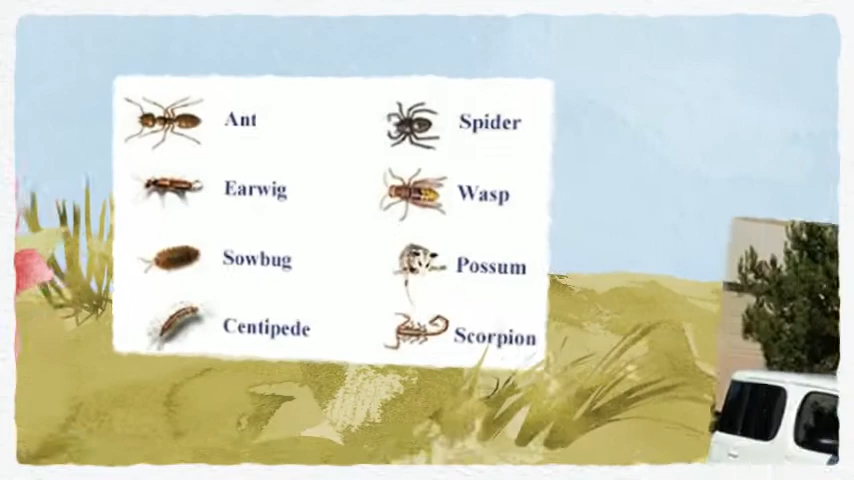 Ant
Earwig
Sowbug
Centipede
Spider
Wasp
Possum
Scorpion